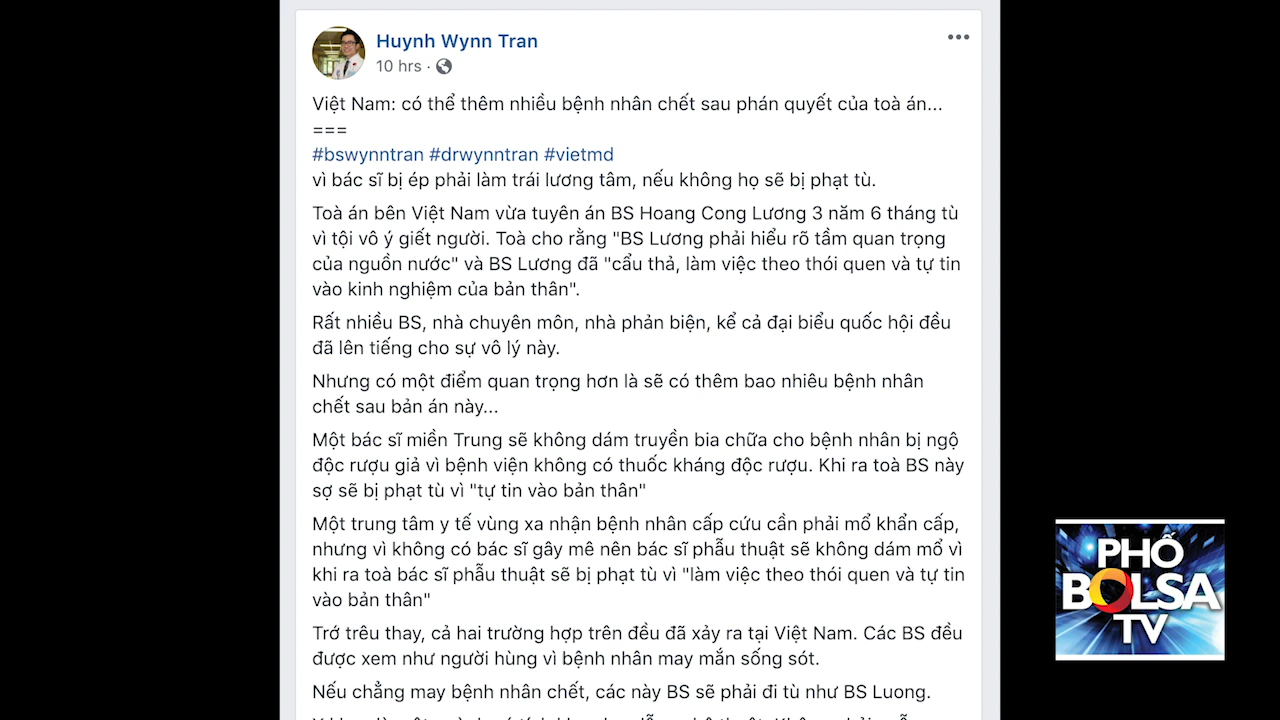 Huynh Wynn Tran
10 hrs ·
Việt Nam: có thể thêm nhiều bệnh nhân chết sau phán quyết của toà án...
===
#bswynntran #drwynntran #vietmd
vì bác sĩ bị ép phải làm trái lương tâm, nếu không họ sẽ bị phạt tù.
Toà án bên Việt Nam vừa tuyên án BS Hoang Cong Lương 3 năm 6 tháng tù
vì tội vô ý giết người. Toà cho rằng "BS Lương phải hiểu rõ tầm quan trọng
của nguồn nước" và BS Lương đã "cẩu thả, làm việc theo thói quen và tự tin
vào kinh nghiệm của bản thân".
Rất nhiều BS, nhà chuyên môn, nhà phản biện, kể cả đại biểu quốc hội đều
đã lên tiếng cho sự vô lý này.
Nhưng có một điểm quan trọng hơn là sẽ có thêm bao nhiêu bệnh nhân
chết sau bản án này...
Một bác sĩ miền Trung sẽ không dám truyền bia chữa cho bệnh nhân bị ngộ
độc rượu giả vì bệnh viện không có thuốc kháng độc rượu. Khi ra toà BS này
sợ sẽ bị phạt tù vì "tự tin vào bản thân"
Một trung tâm y tế vùng xa nhận bệnh nhân cấp cứu cần phải mổ khẩn cấp,
nhưng vì không có bác sĩ gây mê nên bác sĩ phẫu thuật sẽ không dám mổ vì
khi ra toà bác sĩ phẫu thuật sẽ bị phạt tù vì "làm việc theo thói quen và tự tin
vào bản thân"
Trớ trêu thay, cả hai trường hợp trên đều đã xảy ra tại Việt Nam. Các BS đều
được xem như người hùng vì bệnh nhân may mắn sống sót.
Nếu chẳng may bệnh nhân chết, các này BS sẽ phải đi tù như BS Luong.
PHỐ
BOLSA
TV